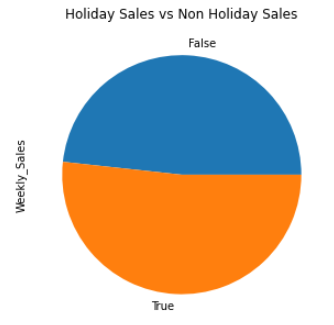 Holiday Sales vs Non Holiday Sales
False
Weekly_Sales
True